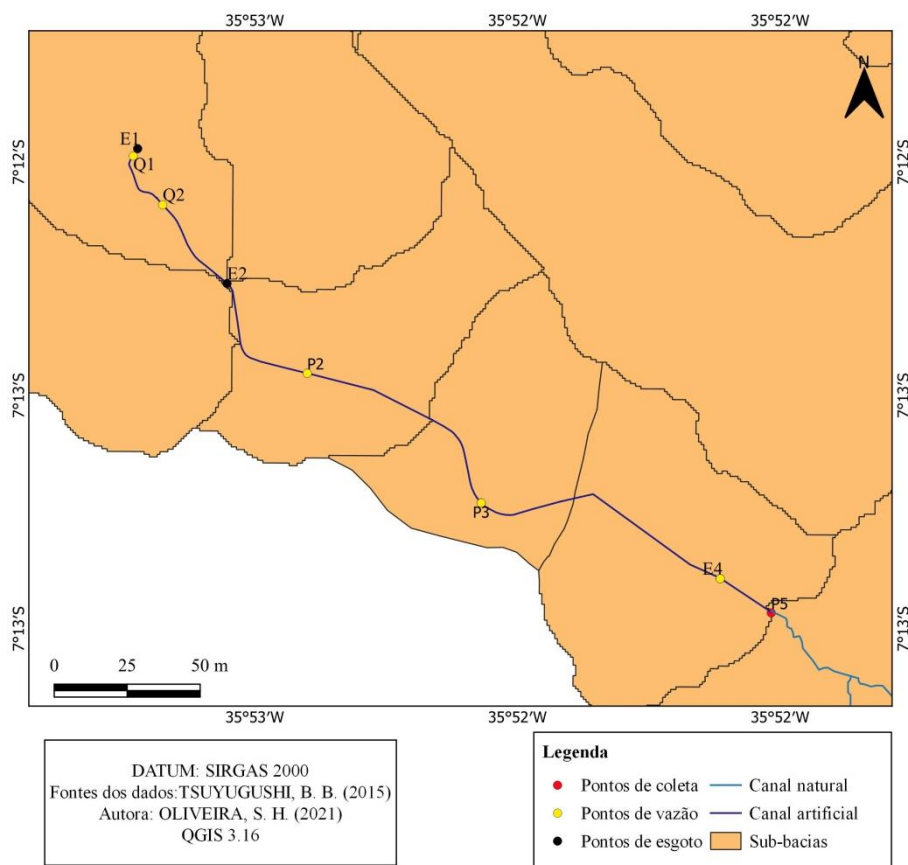 35°53′W 35°52′W 35°52′W
N
E1
7°12′S 7°12′S
Q1
Q2
E2
P2
7°13′S 7°13′S
P3
E4
P5
7°13′S 7°13′S
0 25 50 m
35°53′W 35°52′W 35°52′W
DATUM: SIRGAS 2000
Fontes dos dados:TSUYUGUSHI, B. B. (2015)
Autora: OLIVEIRA, S. H. (2021)
QGIS 3.16
Legenda
Pontos de coleta Canal natural
Pontos de vazão Canal artificial
Pontos de esgoto Sub-bacias